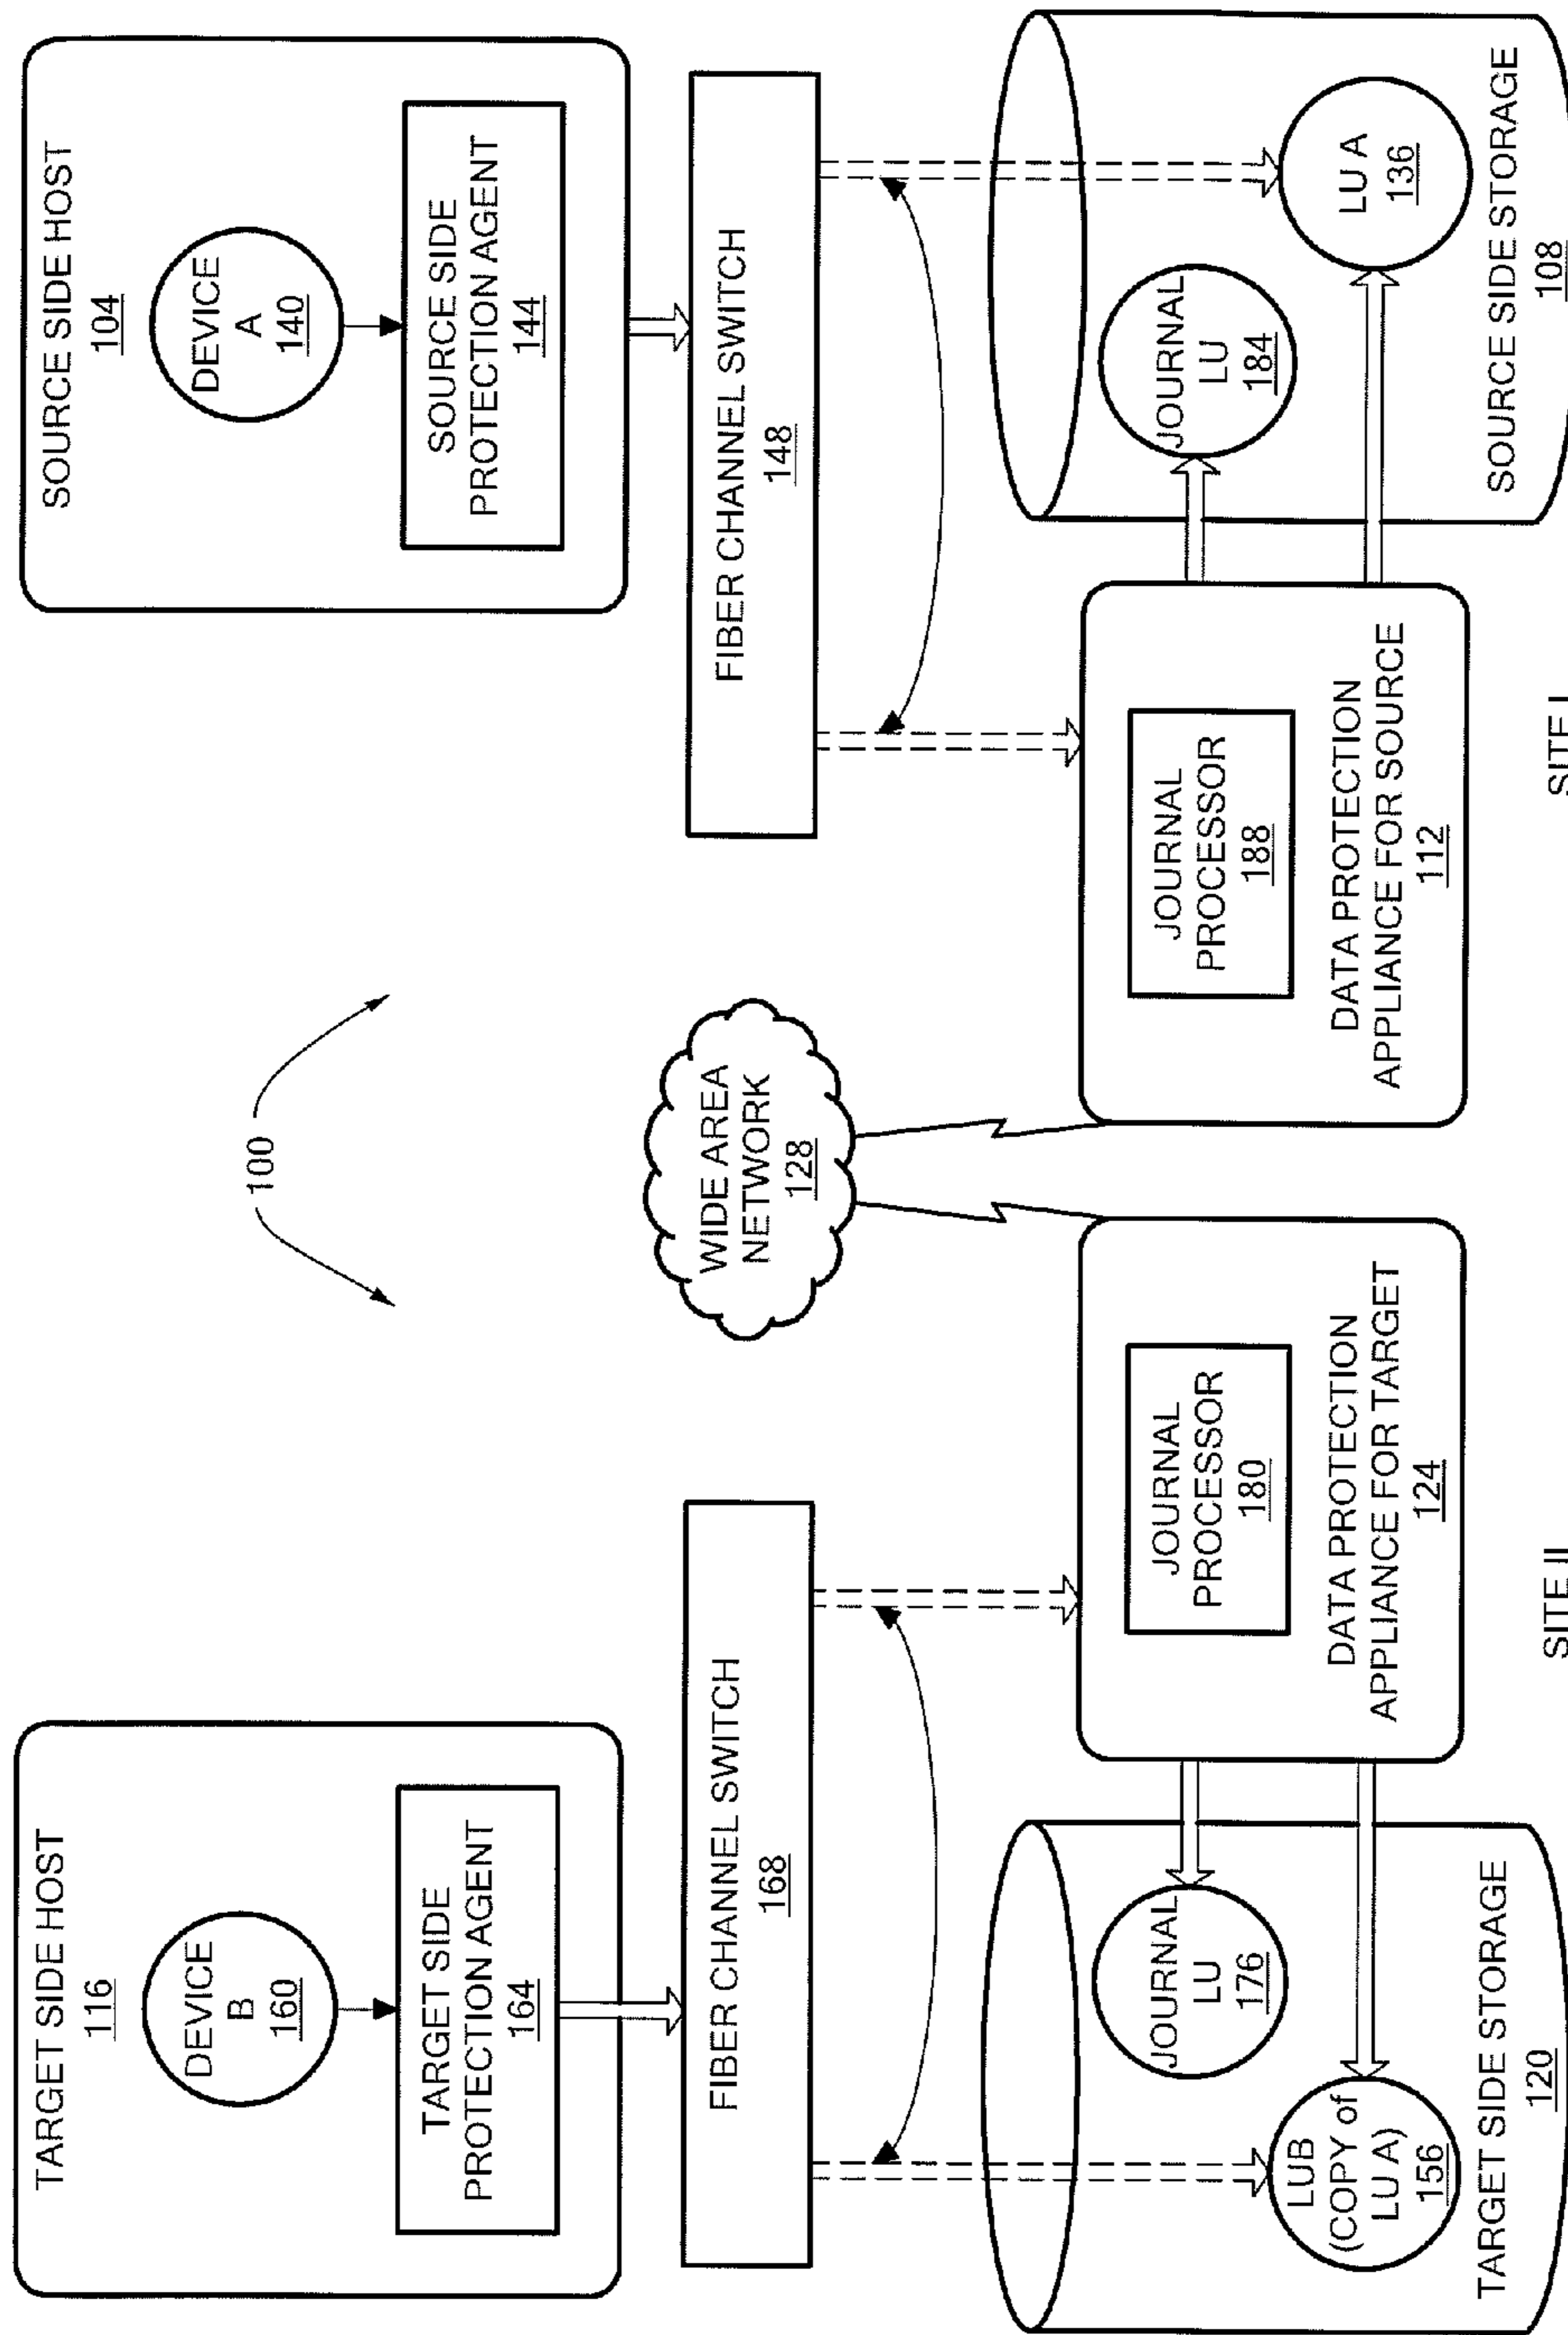 100
TARGET SIDE HOST
116
DEVICE
B
160
TARGET SIDE
PROTECTION AGENT
164
FIBER CHANNEL SWITCH
168
JOURNAL
LU
176
LUB
(COPY of
LU A)
156
TARGET SIDE STORAGE
120
JOURNAL
PROCESSOR
180
DATA PROTECTION
APPLIANCE FOR TARGET
124
SITE II
WIDE AREA
NETWORK
128
SOURCE SIDE HOST
104
DEVICE
A
140
SOURCE SIDE
PROTECTION AGENT
144
FIBER CHANNEL SWITCH
148
JOURNAL
PROCESSOR
188
DATA PROTECTION
APPLIANCE FOR SOURCE
112
SITE I
JOURNAL
LU
184
LU A
136
SOURCE SIDE STORAGE
108